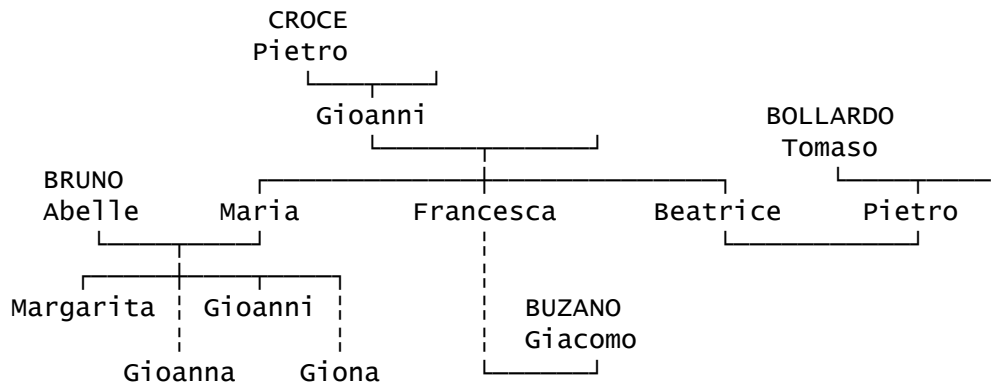 CROCE
Pietro
Gioanni
BOLLARDO
Tomaso
BRUNO
Abelle Maria Francesca Beatrice Pietro
Margarita Gioanni
BUZANO
Giacomo
Gioanna Giona